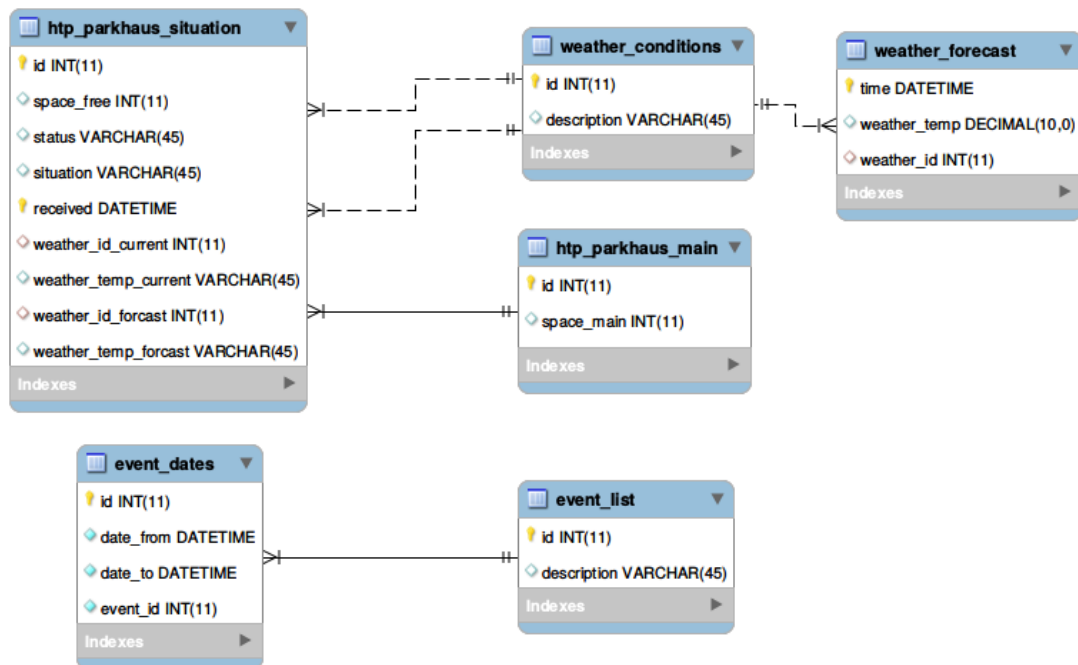 htp_parkhaus_situation
id INT(11)
space_free INT(11)
status VARCHAR(45)
situation VARCHAR(45)
received DATETIME
weather_id_current INT(11)
weather_temp_current VARCHAR(45)
weather_id_forcast INT(11)
weather_temp_forcast VARCHAR(45)
Indexes
weather_conditions
id INT(11)
description VARCHAR(45)
Indexes
weather_forecast
time DATETIME
weather_temp DECIMAL(10,0)
weather_id INT(11)
Indexes
htp_parkhaus_main
id INT(11)
space_main INT(11)
Indexes
event_dates
id INT(11)
date_from DATETIME
date_to DATETIME
event_id INT(11)
Indexes
event_list
id INT(11)
description VARCHAR(45)
Indexes